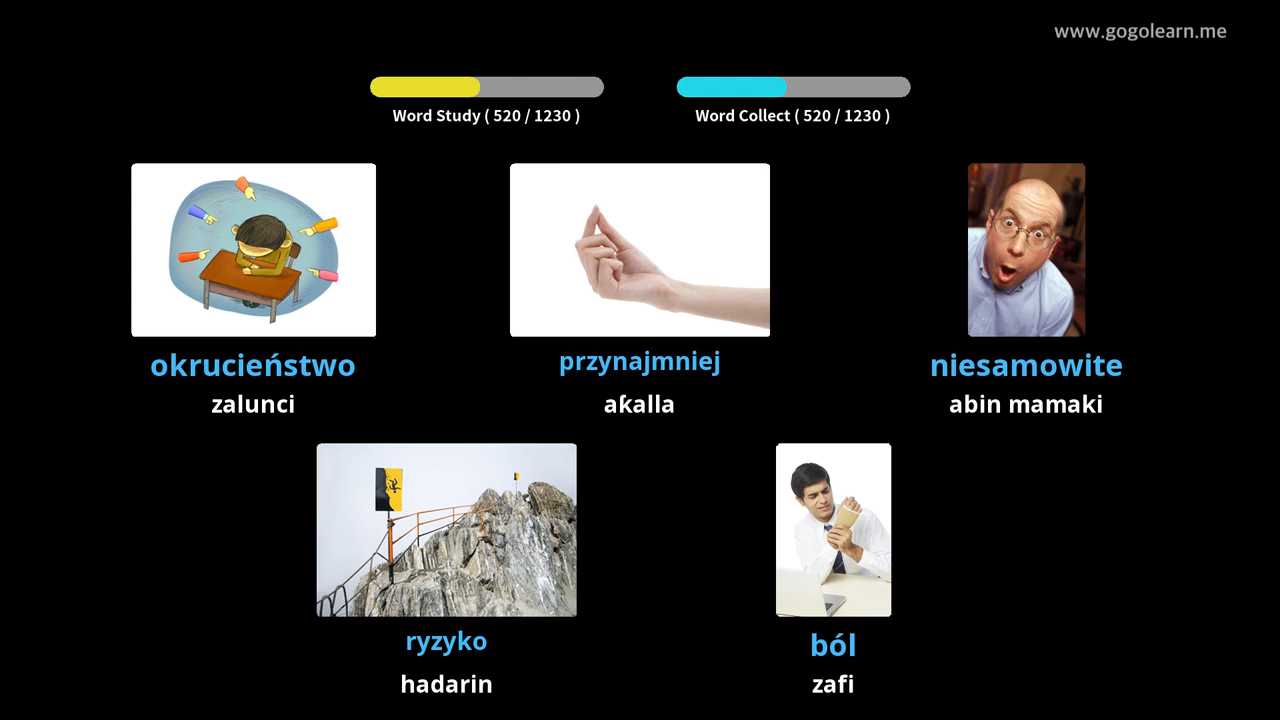 www.gogolearn.me
Word Study ( 520 / 1230 )
Word Collect ( 520 / 1230 )
okrucieństwo
zalunci
przynajmniej
aƙalla
niesamowite
abin mamaki
ryzyko
hadarin
ból
zafi